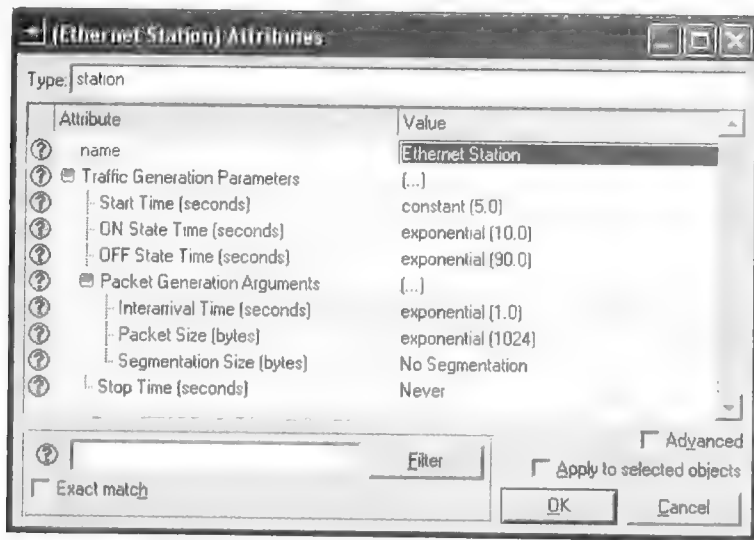 (Ethernet Station) Attributes
Type: station
Attribute Value
name Ethernet Station
Traffic Generation Parameters (...)
Start Time (seconds) constant (5.0)
ON State Time (seconds) exponential (10.0)
OFF State Time (seconds) exponential (90.0)
Packet Generation Arguments (...)
Interarrival Time (seconds) exponential (1.0)
Packet Size (bytes) exponential (1024)
Segmentation Size (bytes) No Segmentation
Stop Time (seconds) Never
Advanced
Filter
Apply to selected objects
Exact match
OK Cancel